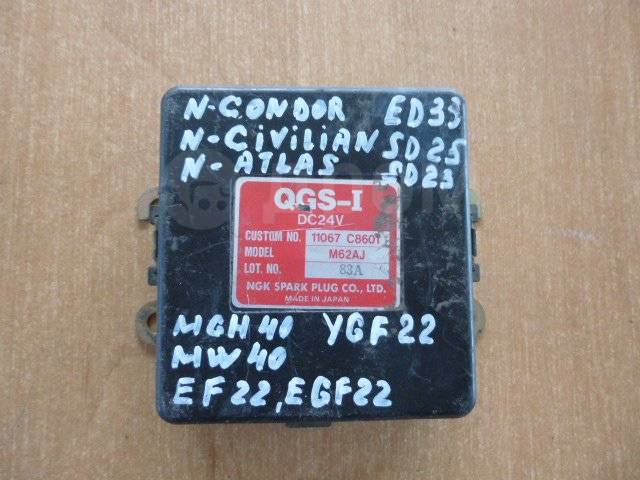 N-CONDOR ED33
N-CiViLiAN SD25
N-ATLAS SD23
QGS-I
DC24V
CUSTOM NO. 11067 C8601
MODEL M62AJ
LOT. NO. 83A
NGK SPARK PLUG CO., LTD.
MADE IN JAPAN
MGH40 YGF22
MW40
EF22, EGF22